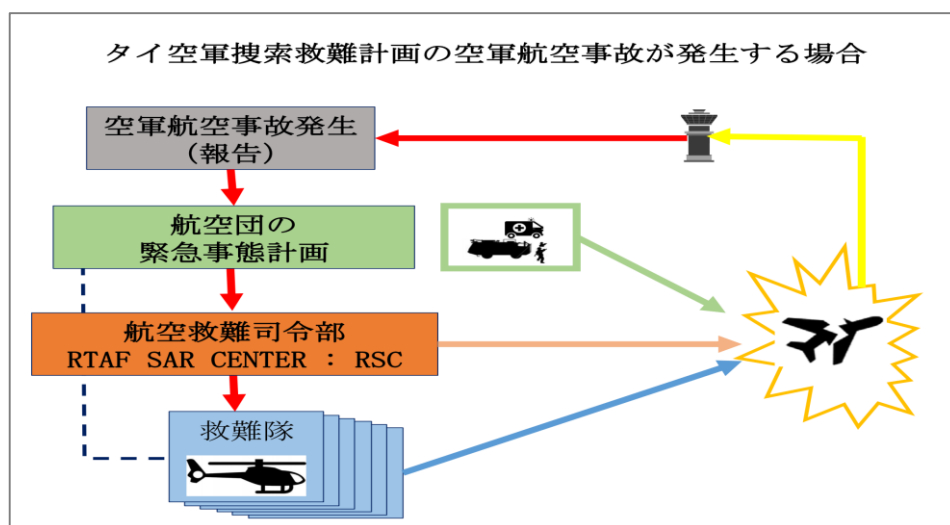 タイ空軍捜索救難計画の空軍航空事故が発生する場合
空軍航空事故発生
（報告）
航空団の
緊急事態計画
航空救難司令部
RTAF SAR CENTER : RSC
救難隊